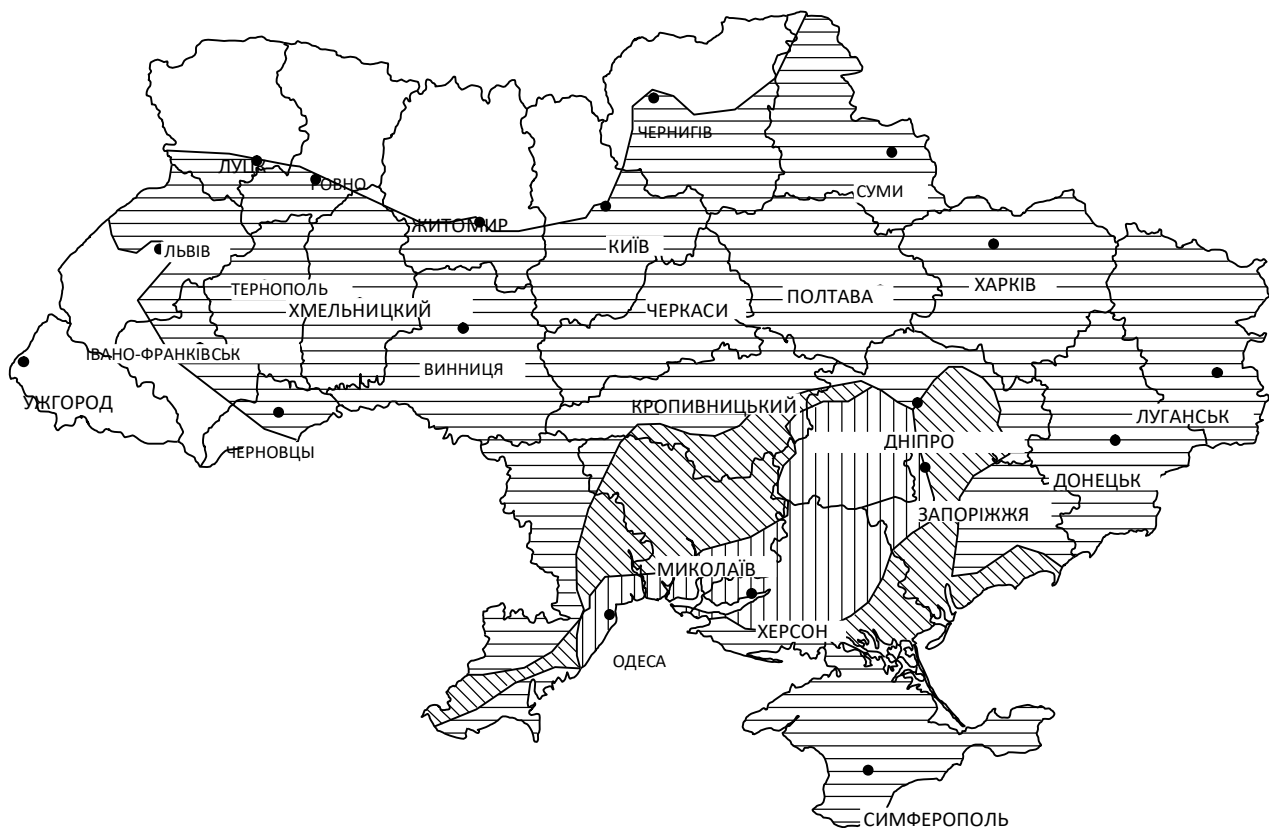 ЧЕРНИГІВ
ЛУЦК
РОВНО
СУМИ
ЖИТОМИР
КИЇВ
ЛЬВІВ
ХАРКІВ
ТЕРНОПОЛЬ
ПОЛТАВА
ХМЕЛЬНИЦКИЙ
ЧЕРКАСИ
ІВАНО-ФРАНКІВСЬК
ВИННИЦЯ
УЖГОРОД
КРОПИВНИЦЬКИЙ
ЛУГАНСЬК
ДНІПРО
ЧЕРНОВЦЫ
ДОНЕЦЬК
ЗАПОРІЖЖЯ
МИКОЛАЇВ
ХЕРСОН
ОДЕСА
СИМФЕРОПОЛЬ